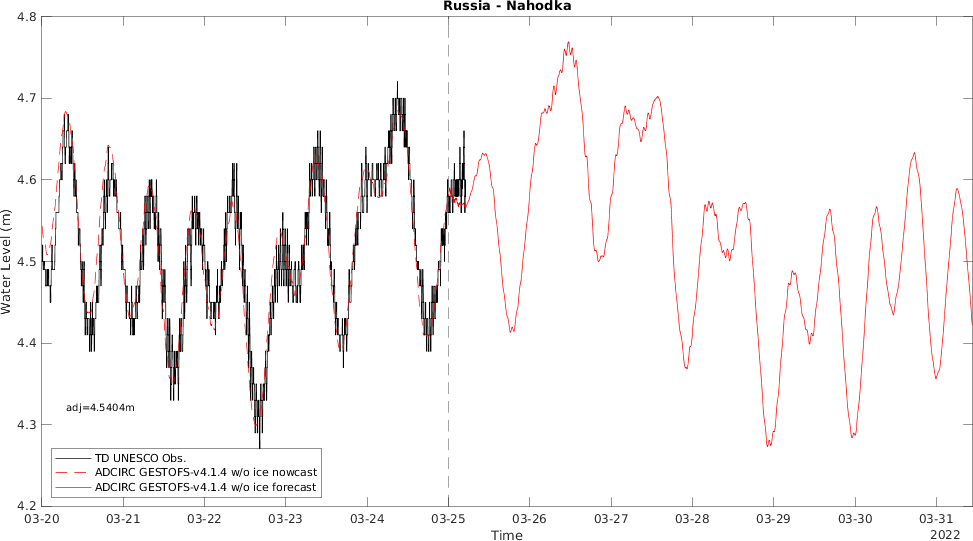 Russia - Nahodka
Water Level (m)
4.8
4.7
4.6
4.5
4.4
4.3
4.2
adj=4.5404m
TD UNESCO Obs.
ADCIRC GESTOFS-v4.1.4 w/o ice nowcast
ADCIRC GESTOFS-v4.1.4 w/o ice forecast
03-20 03-21 03-22 03-23 03-24 03-25 03-26 03-27 03-28 03-29 03-30 03-31
Time
2022